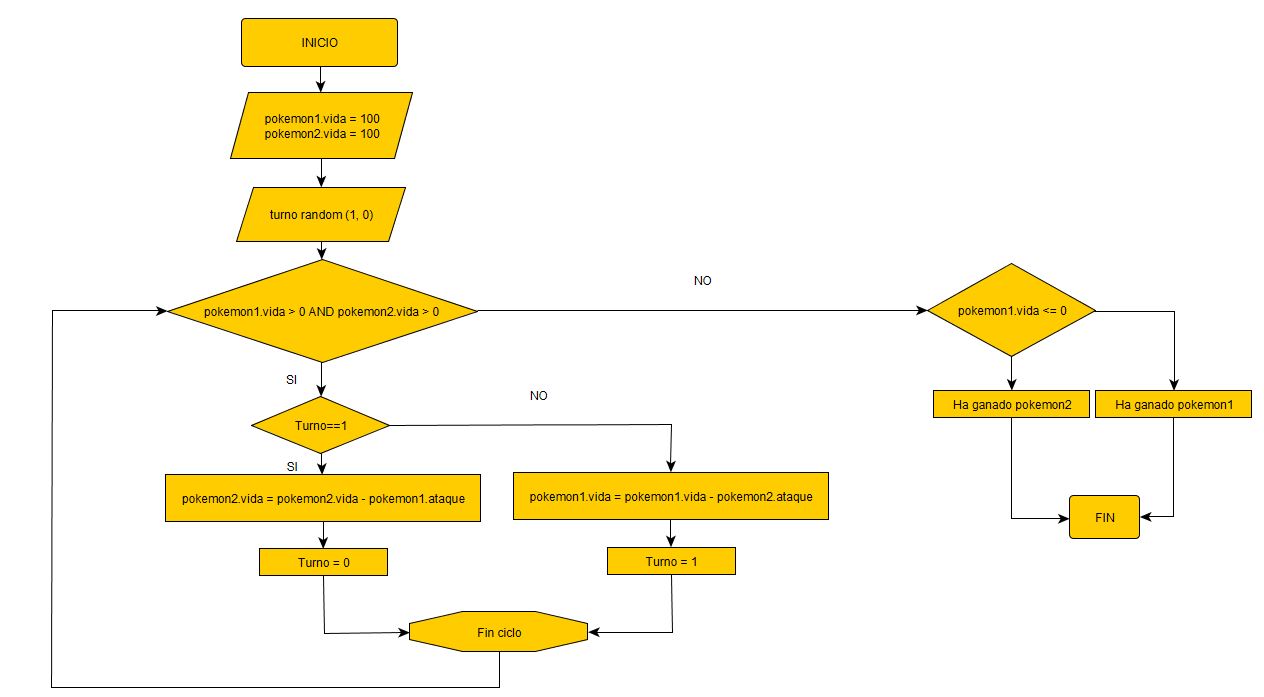 INICIO
pokemon1.vida = 100
pokemon2.vida = 100
turno random (1, 0)
pokemon1.vida > 0 AND pokemon2.vida > 0
NO
pokemon1.vida <= 0
SI
NO
Ha ganado pokemon2
Ha ganado pokemon1
Turno==1
SI
pokemon2.vida = pokemon2.vida - pokemon1.ataque
pokemon1.vida = pokemon1.vida - pokemon2.ataque
FIN
Turno = 0
Turno = 1
Fin ciclo